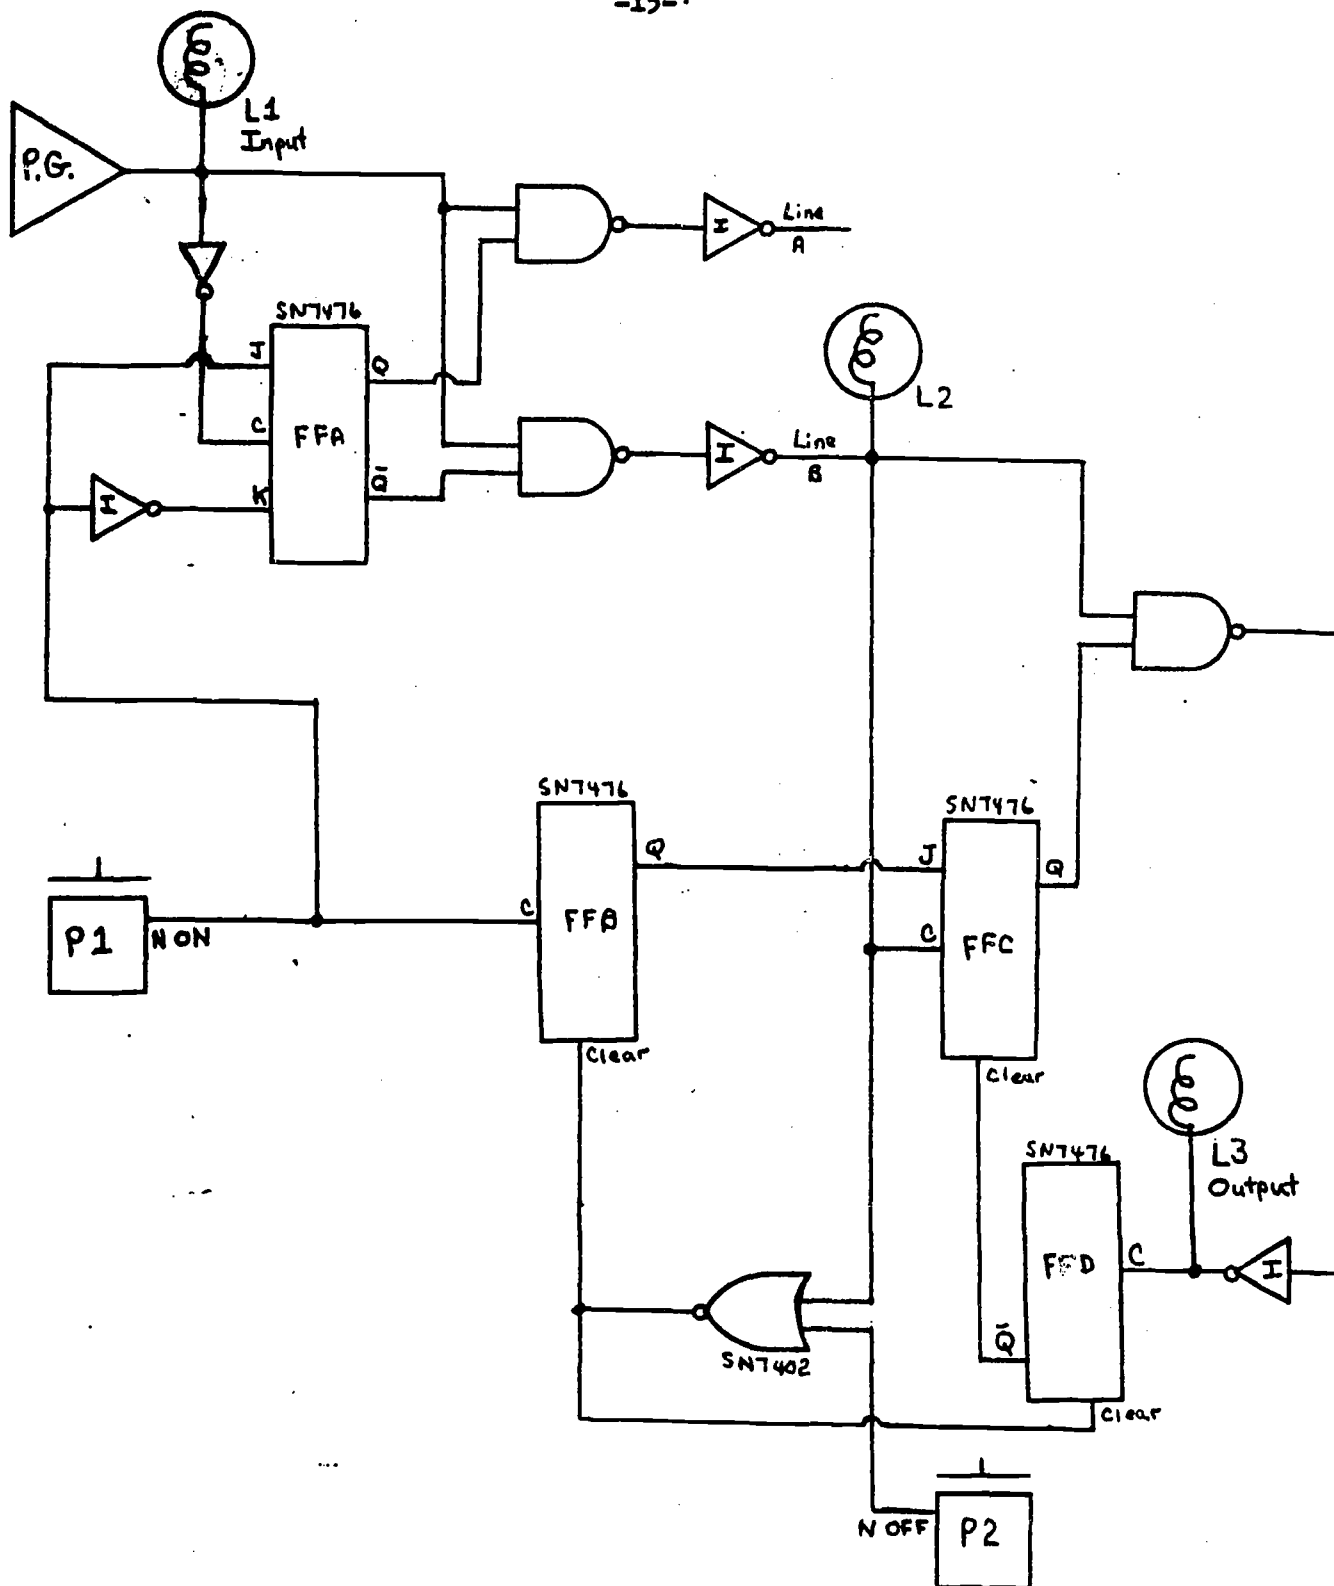 -15-
L1
Input
P.G.
I
Line
A
SN7476
J
Q
C
FFA
Q̄
K
I
I
Line
B
L2
SN7476
Q
C
FFB
Clear
SN7476
J
Q
C
FFC
Clear
P1
N ON
L3
Output
SN7476
FFD
C
I
Q̄
Clear
SN7402
N OFF
P2